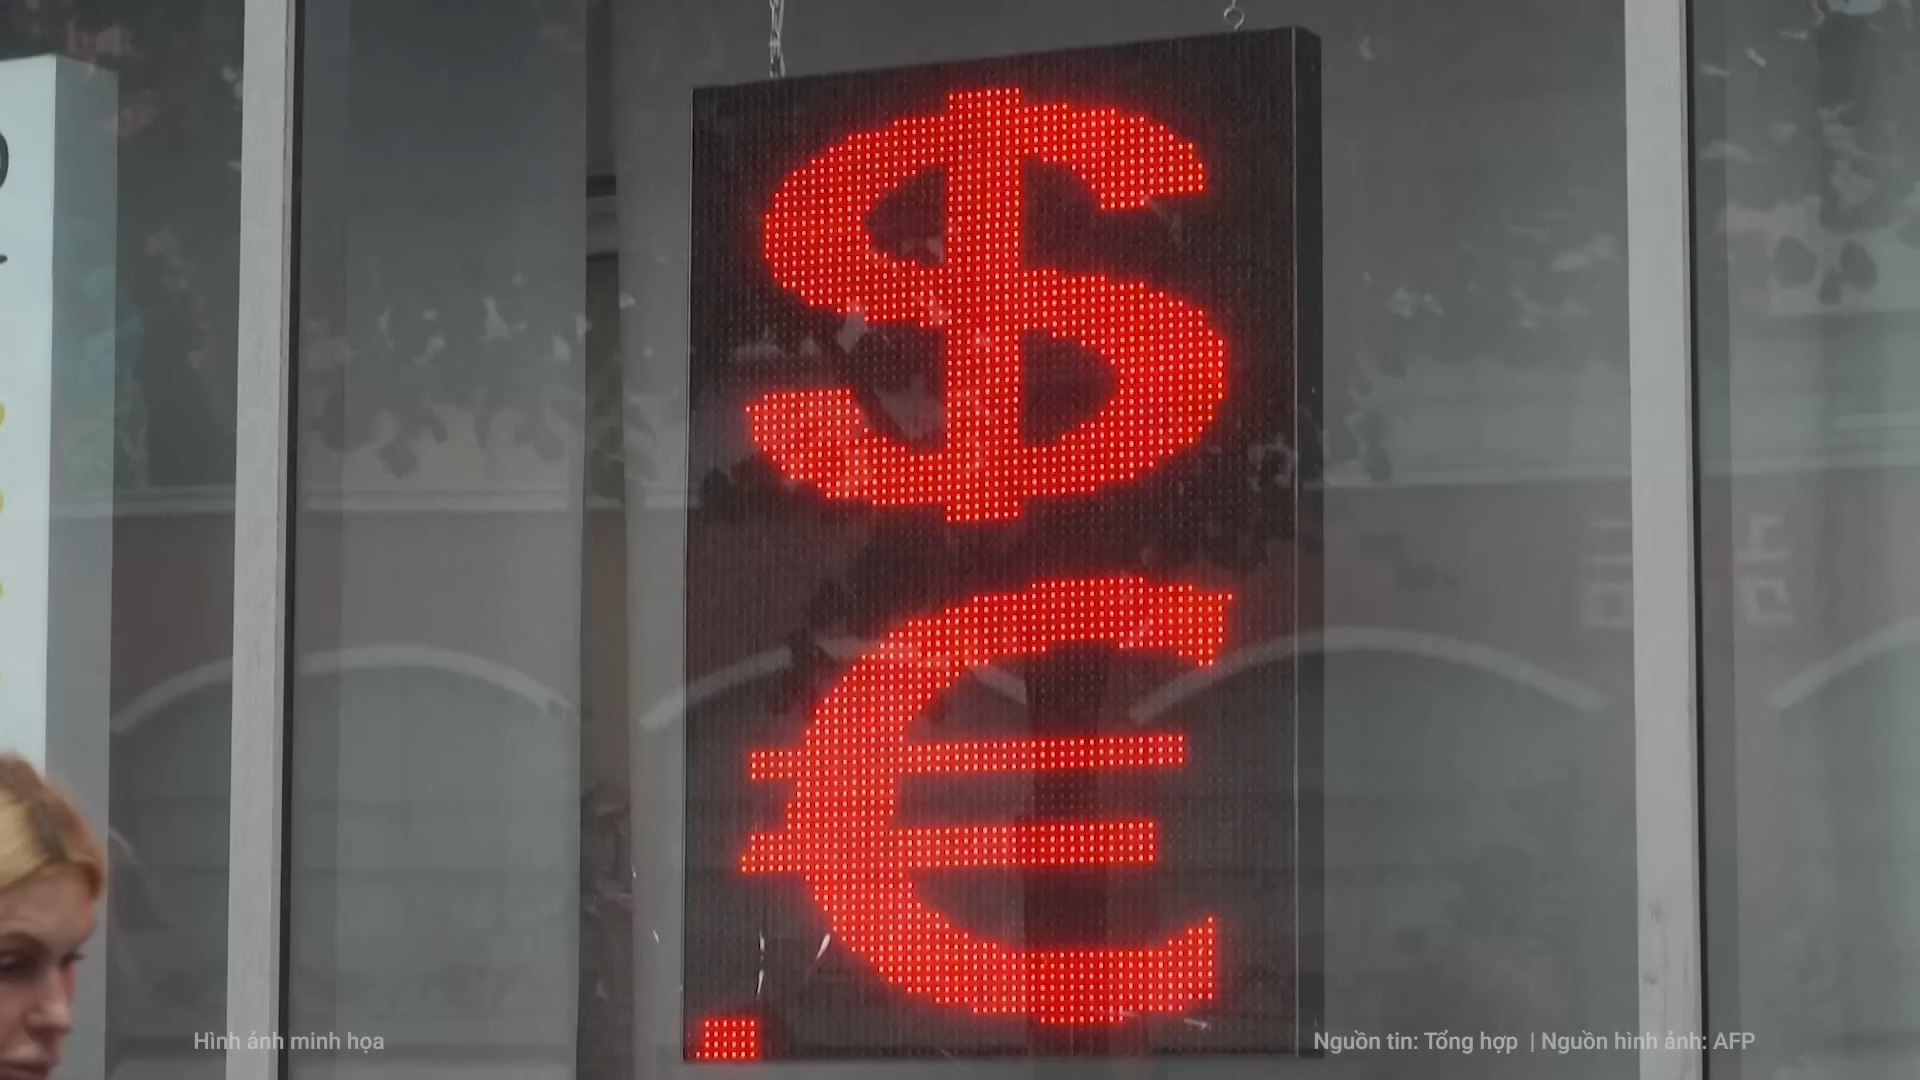 $
€
Hình ảnh minh họa
Nguồn tin: Tổng hợp | Nguồn hình ảnh: AFP